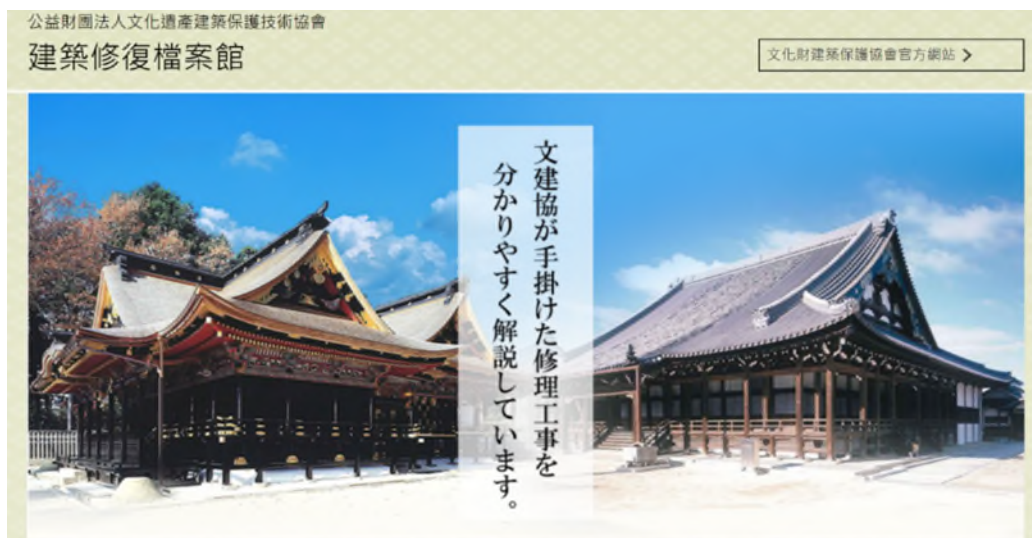 公益財團法人文化遺產建築保護技術協會
建築修復檔案館
文化財建築保護協會官方網站 >
文建協が手掛けた修理工事を
分かりやすく解説しています。